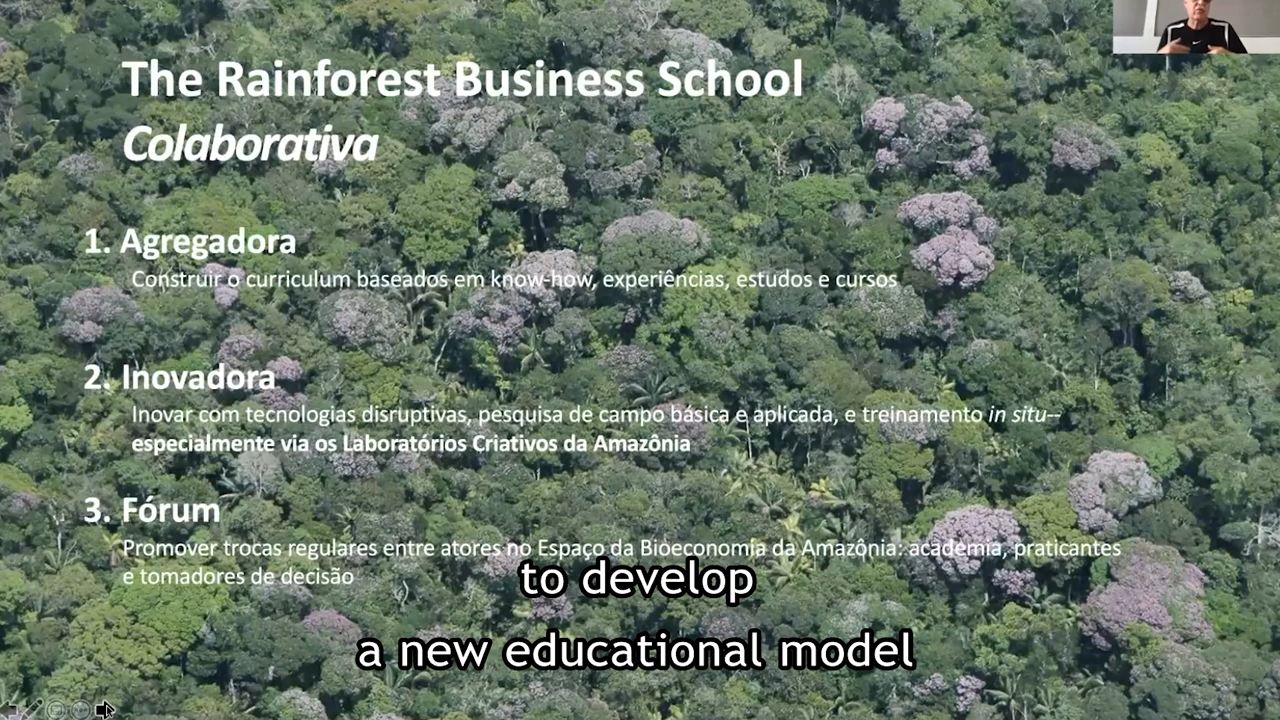 The Rainforest Business School
Colaborativa
1. Agregadora
Construir o curriculum baseados em know-how, experiências, estudos e cursos
2. Inovadora
Inovar com tecnologias disruptivas, pesquisa de campo básica e aplicada, e treinamento in situ--
especialmente via os Laboratórios Criativos da Amazônia
3. Fórum
Promover trocas regulares entre atores no Espaço da Bioeconomia da Amazônia: academia, praticantes
e tomadores de decisão
to develop
a new educational model